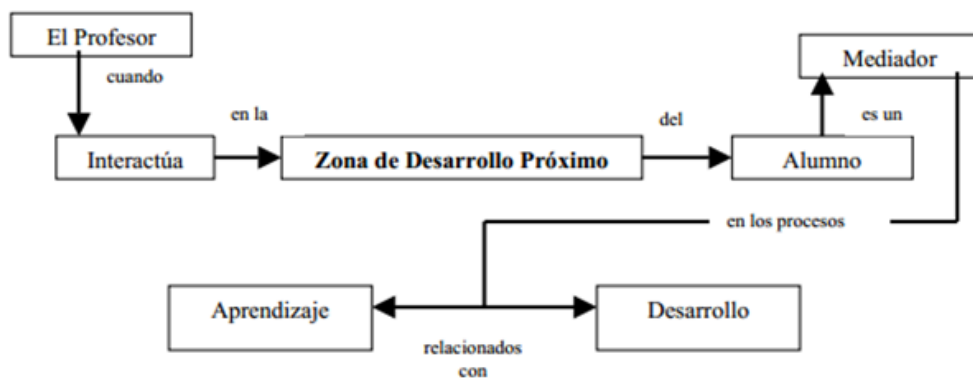 El Profesor
Mediador
cuando
en la
del
es un
Interactúa
Zona de Desarrollo Próximo
Alumno
en los procesos
Aprendizaje
Desarrollo
relacionados
con